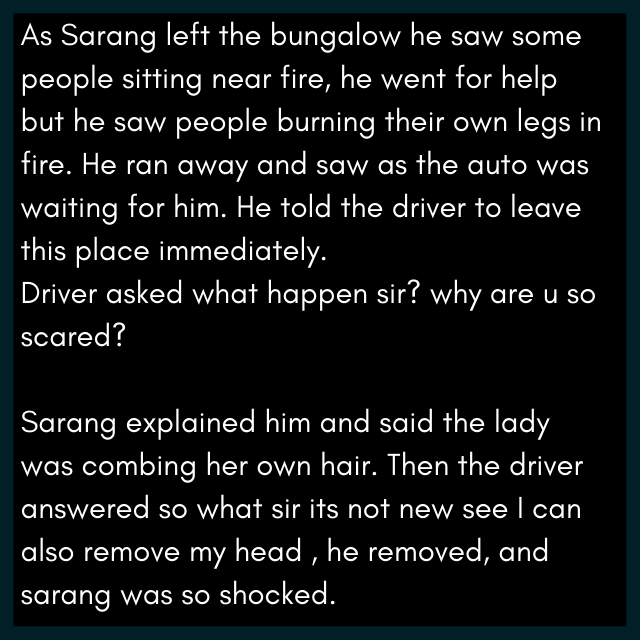 As Sarang left the bungalow he saw some
people sitting near fire, he went for help
but he saw people burning their own legs in
fire. He ran away and saw as the auto was
waiting for him. He told the driver to leave
this place immediately.
Driver asked what happen sir? why are u so
scared?
Sarang explained him and said the lady
was combing her own hair. Then the driver
answered so what sir its not new see I can
also remove my head , he removed, and
sarang was so shocked.